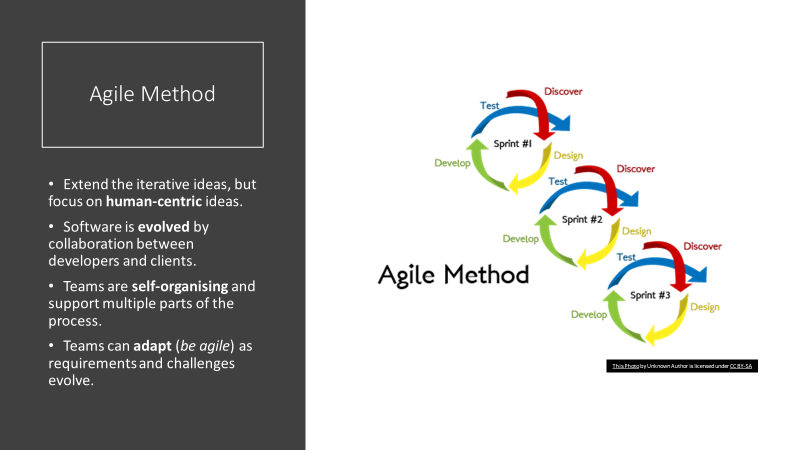 Agile Method
• Extend the iterative ideas, but
focus on human-centric ideas.
• Software is evolved by
collaboration between
developers and clients.
• Teams are self-organising and
support multiple parts of the
process.
• Teams can adapt (be agile) as
requirements and challenges
evolve.
Discover
Test
Sprint #1
Design
Develop
Discover
Test
Sprint #2
Design
Develop
Discover
Test
Sprint #3
Design
Develop
Agile Method
This Photo by Unknown Author is licensed under CC BY-SA